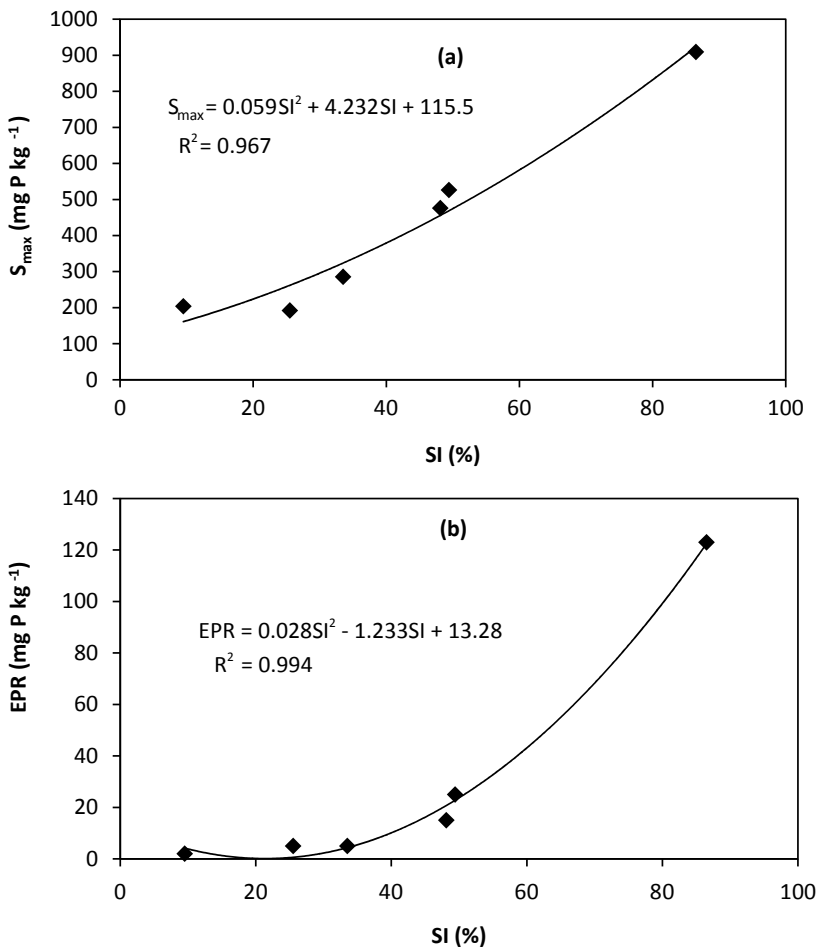 1000
900
800
700
600
500
400
300
200
100
0
S_max (mg P kg ⁻¹)
(a)
S_max = 0.059SI² + 4.232SI + 115.5
R² = 0.967
0 20 40 60 80 100
SI (%)
140
120
100
80
60
40
20
0
EPR (mg P kg ⁻¹)
(b)
EPR = 0.028SI² - 1.233SI + 13.28
R² = 0.994
0 20 40 60 80 100
SI (%)